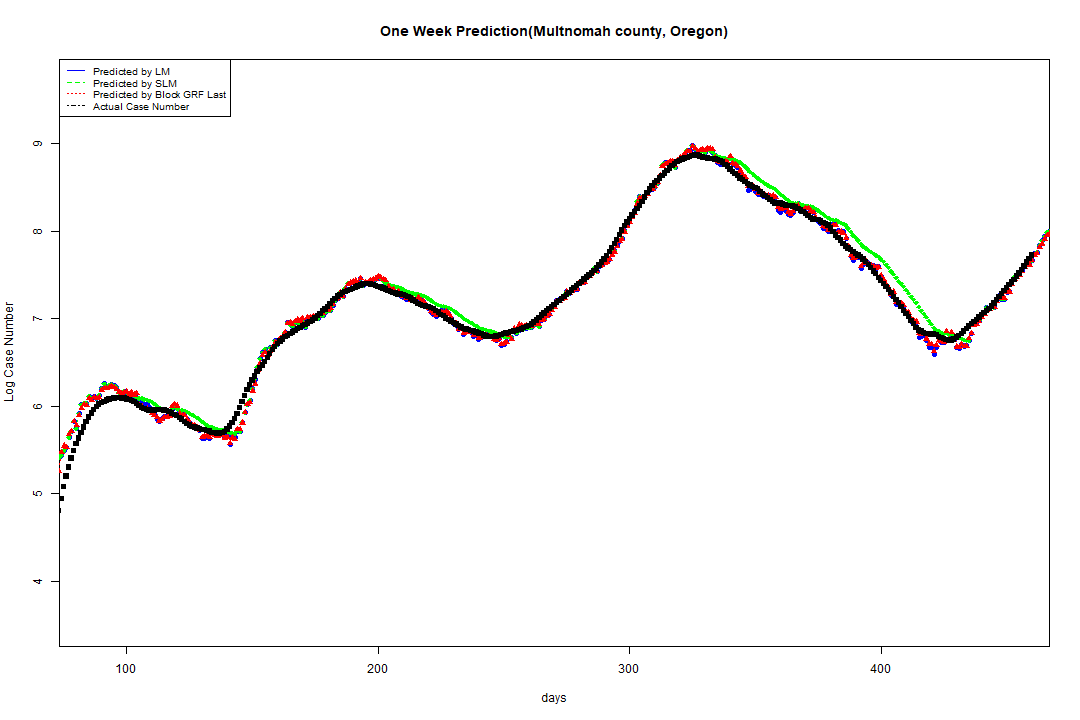 One Week Prediction(Multnomah county, Oregon)
Predicted by LM
Predicted by SLM
Predicted by Block GRF Last
Actual Case Number
9
8
7
6
5
4
Log Case Number
100
200
300
400
days